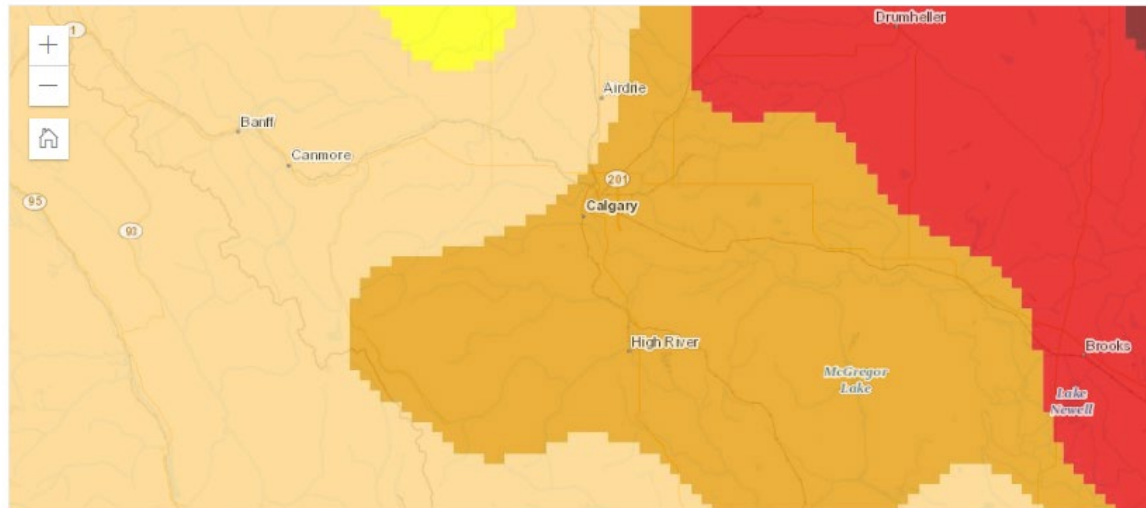 Drumheller
+
1
−
Airdrie
Banff
Canmore
201
95
Calgary
93
High River
Brooks
McGregor
Lake
Lake
Newell